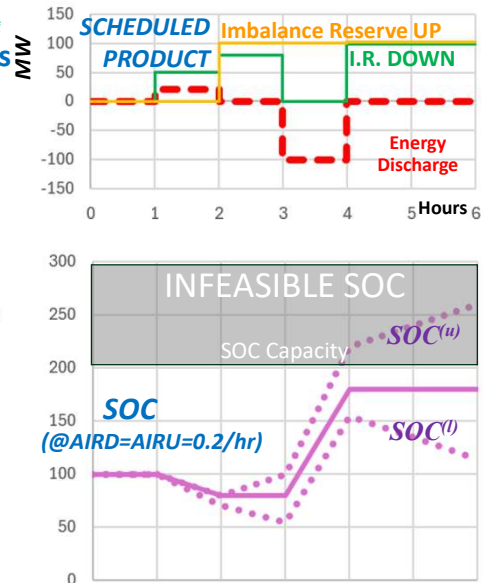 SCHEDULED
PRODUCT
Imbalance Reserve UP
I.R. DOWN
Energy
Discharge
s
MW
150
100
50
0
-50
-100
-150
0 1 2 3 4 5 Hours 6
300
250
200
150
100
50
0
INFEASIBLE SOC
SOC Capacity
SOC(u)
SOC
(@AIRD=AIRU=0.2/hr)
SOC(l)